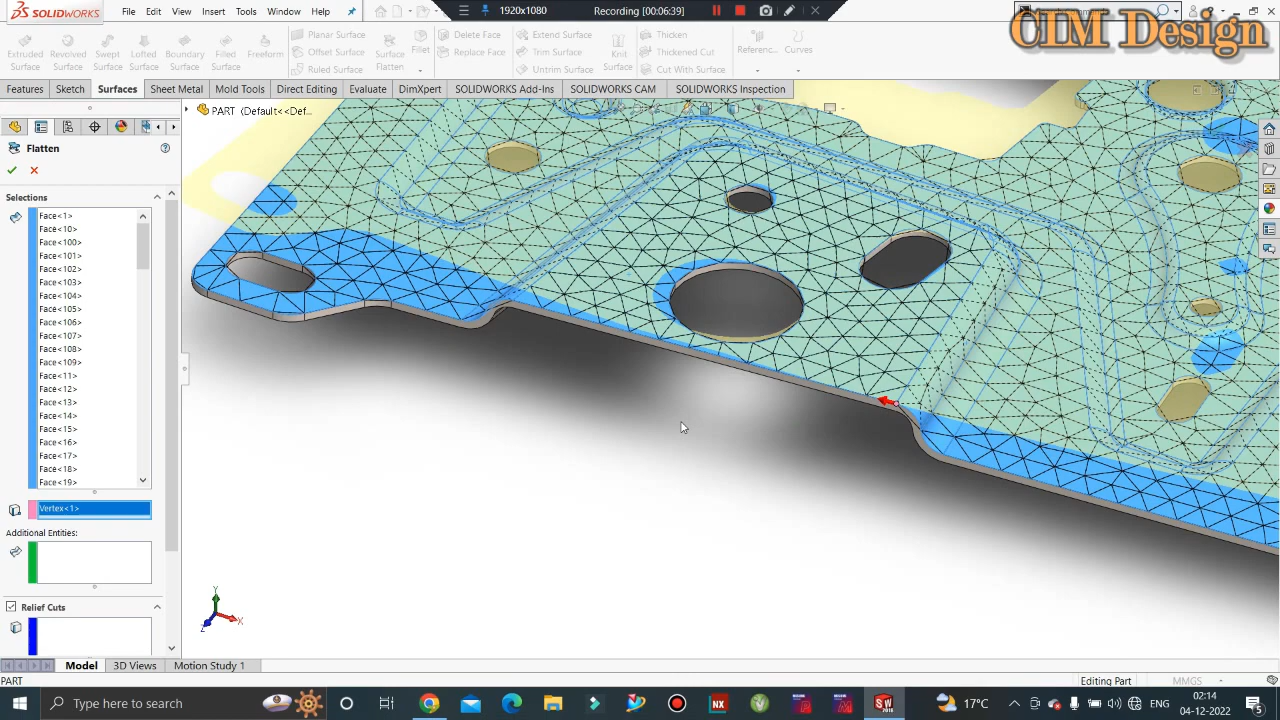 SOLIDWORKS File Edit View Insert Tools Window Help
1920x1080 Recording [00:06:39]
CIM Design
Extruded Surface Revolved Surface Swept Surface Lofted Surface Boundary Surface Filled Surface Freeform
Planar Surface
Offset Surface
Ruled Surface
Surface Flatten
Fillet
Delete Face
Replace Face
Extend Surface
Trim Surface
Untrim Surface
Knit Surface
Thicken
Thickened Cut
Cut With Surface
Referenc... Curves
Features Sketch Surfaces Sheet Metal Mold Tools Direct Editing Evaluate DimXpert SOLIDWORKS Add-Ins SOLIDWORKS CAM SOLIDWORKS Inspection
PART (Default<<Def...
Flatten
Selections
Face<1>
Face<10>
Face<100>
Face<101>
Face<102>
Face<103>
Face<104>
Face<105>
Face<106>
Face<107>
Face<108>
Face<109>
Face<11>
Face<12>
Face<13>
Face<14>
Face<15>
Face<16>
Face<17>
Face<18>
Face<19>
Vertex<1>
Additional Entities:
Relief Cuts
Y
X
Z
Model 3D Views Motion Study 1
PART Editing Part MMGS
Type here to search
NX
SW
2018
17°C
ENG
02:14
04-12-2022
5